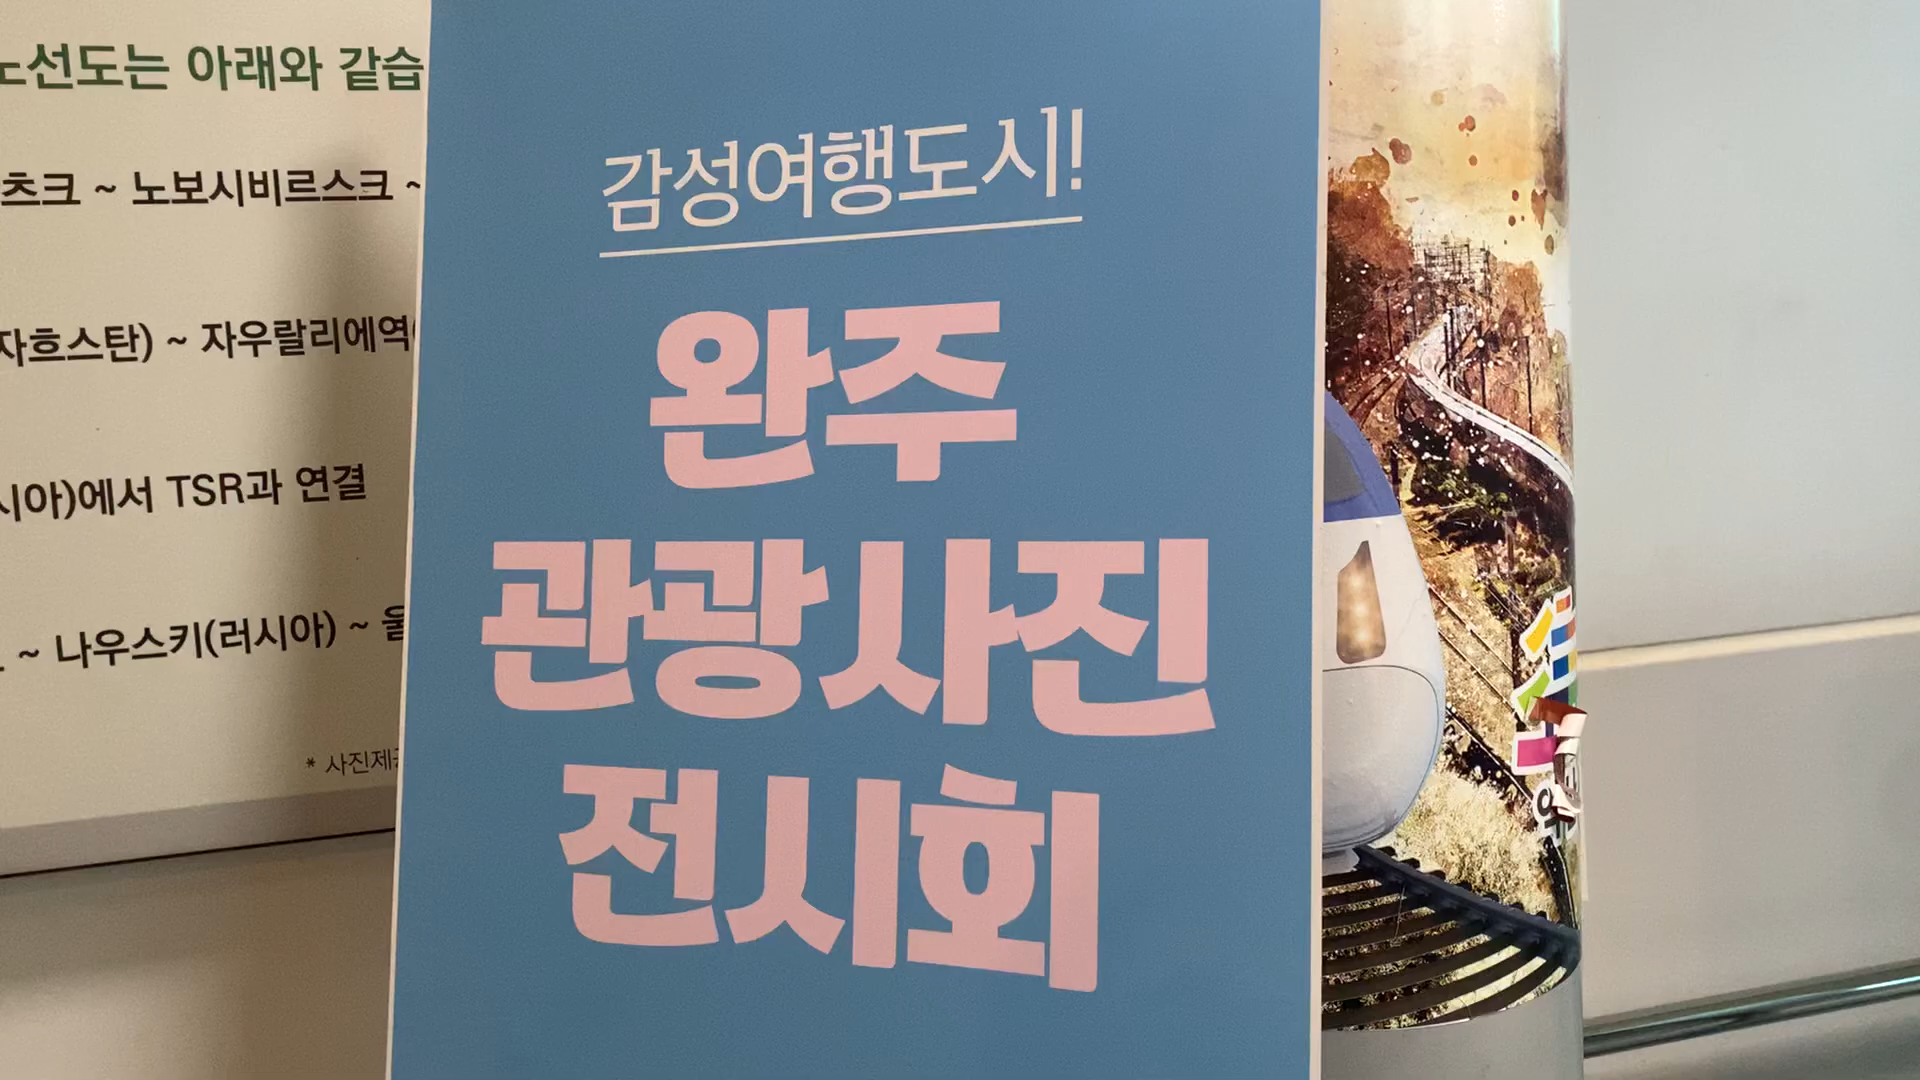 노선도는 아래와 같습
츠크 ~ 노보시비르스크 ~
자흐스탄) ~ 자우랄리에역(
시아)에서 TSR과 연결
~ 나우스키(러시아) ~ 울
* 사진제공
감성여행도시!
완주
관광사진
전시회